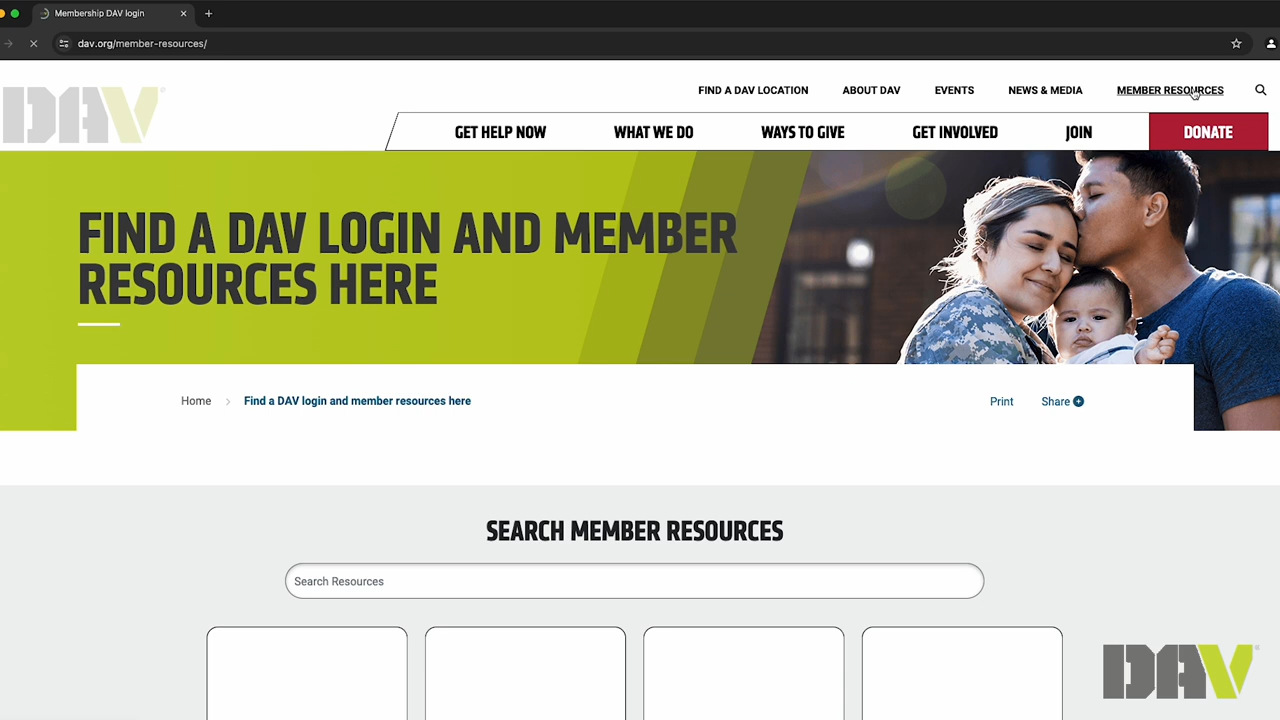 Membership DAV login
dav.org/member-resources/
DAV
FIND A DAV LOCATION
ABOUT DAV
EVENTS
NEWS & MEDIA
MEMBER RESOURCES
GET HELP NOW
WHAT WE DO
WAYS TO GIVE
GET INVOLVED
JOIN
DONATE
FIND A DAV LOGIN AND MEMBER
RESOURCES HERE
Home
Find a DAV login and member resources here
Print
Share
SEARCH MEMBER RESOURCES
Search Resources
DAV